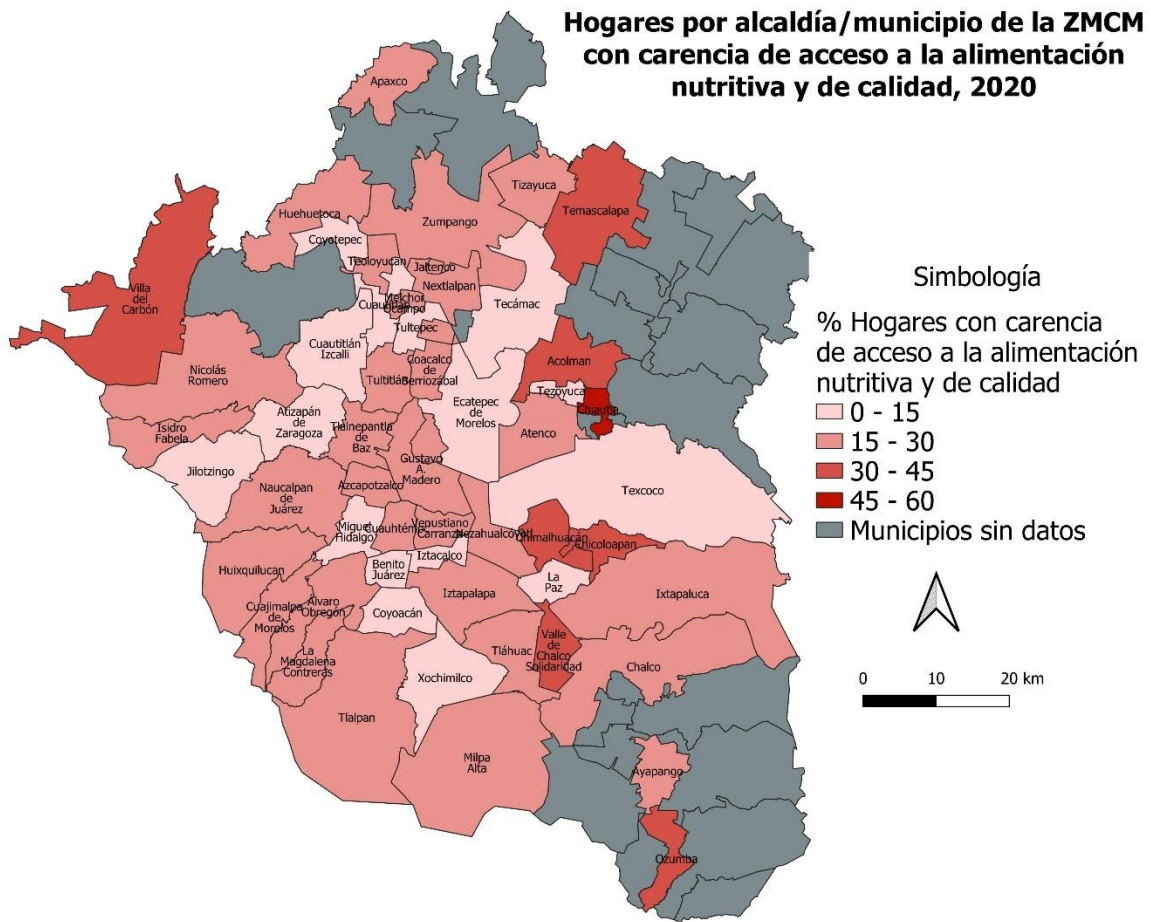 Hogares por alcaldía/municipio de la ZMCM
con carencia de acceso a la alimentación
nutritiva y de calidad, 2020
Apaxco
Tizayuca
Temascalapa
Huehuetoca
Zumpango
Coyotepec
Teoloyucan
Jaltenco
Villa
del
Carbón
Nextlalpan
Melchor
Ocampo
Cuautitlán
Tecámac
Tultepec
Cuautitlán
Izcalli
Acolman
Nicolás
Romero
Coacalco
de
Berriozábal
Tultitlán
Tezoyuca
Chiautla
Ecatepec
de
Morelos
Atizapán
de
Zaragoza
Isidro
Fabela
Tlalnepantla
de
Baz
Atenco
Gustavo
A.
Madero
Jilotzingo
Texcoco
Naucalpan
de
Juárez
Azcapotzalco
Miguel
Hidalgo
Cuauhtémoc
Venustiano
Carranza
Nezahualcóyotl
Chimalhuacán
Chicoloapan
Iztacalco
Benito
Juárez
La
Paz
Huixquilucan
Iztapalapa
Ixtapaluca
Cuajimalpa
de
Morelos
Álvaro
Obregón
Coyoacán
La
Magdalena
Contreras
Tláhuac
Valle
de
Chalco
Solidaridad
Chalco
Xochimilco
Tlalpan
Milpa
Alta
Ayapango
Ozumba
Simbología
% Hogares con carencia
de acceso a la alimentación
nutritiva y de calidad
0 - 15
15 - 30
30 - 45
45 - 60
Municipios sin datos
0 10 20 km